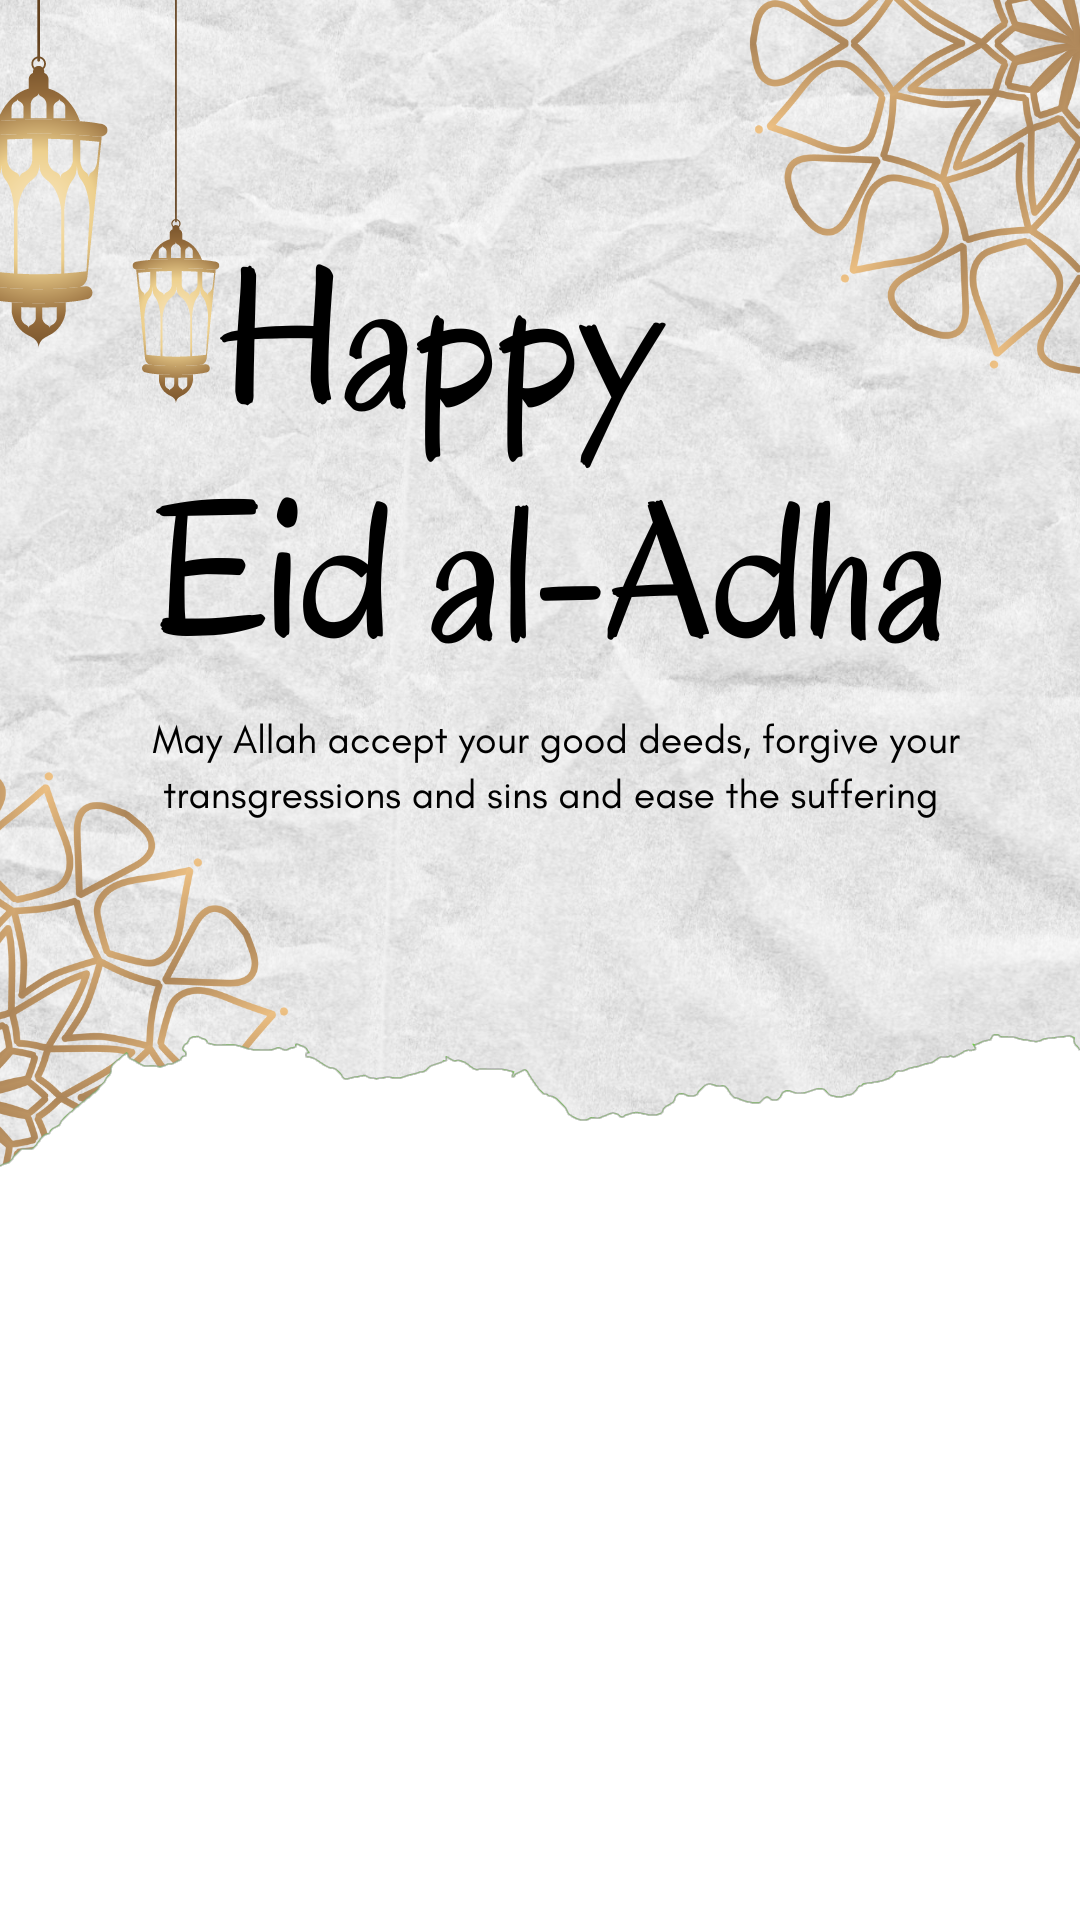 Happy
Eid al-Adha
May Allah accept your good deeds, forgive your
transgressions and sins and ease the suffering